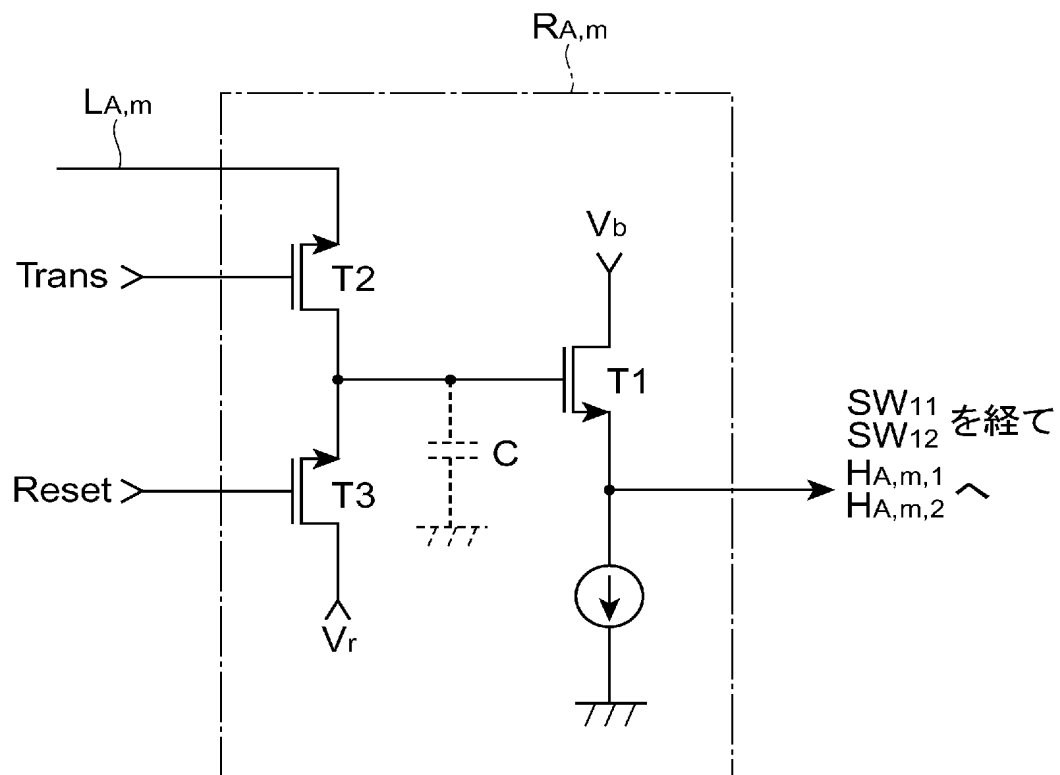 RA,m
LA,m
Vb
Trans
T2
T1
SW11
SW12 を経て
C
Reset
T3
HA,m,1
HA,m,2 へ
Vr